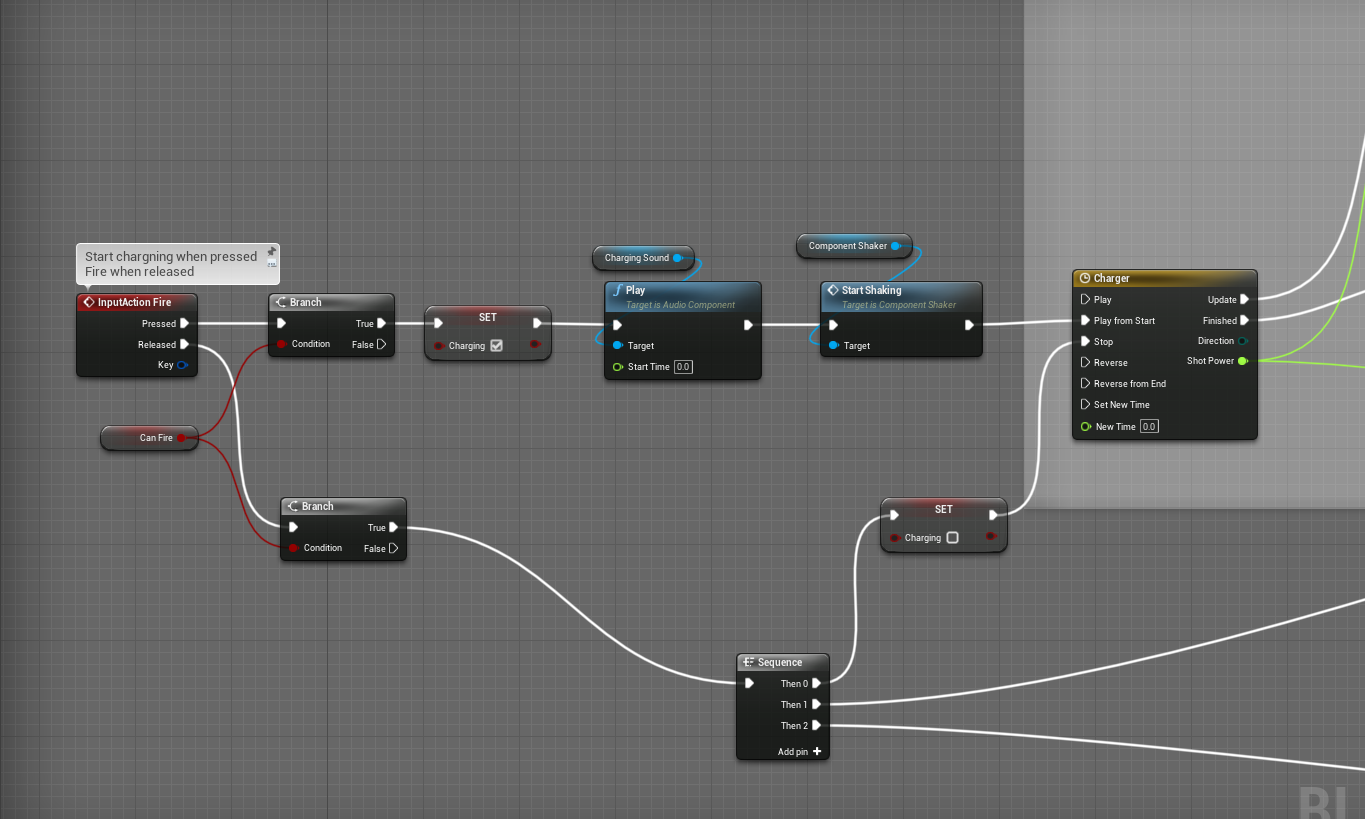 Start chargning when pressed
Fire when released
InputAction Fire
Pressed
Released
Key
Branch
True
Condition
False
SET
Charging
Charging Sound
Play
Target is Audio Component
Target
Start Time 0.0
Component Shaker
Start Shaking
Target is Component Shaker
Target
Charger
Play
Update
Play from Start
Finished
Stop
Direction
Reverse
Shot Power
Reverse from End
Set New Time
New Time 0.0
Can Fire
Branch
True
Condition
False
SET
Charging
Sequence
Then 0
Then 1
Then 2
Add pin